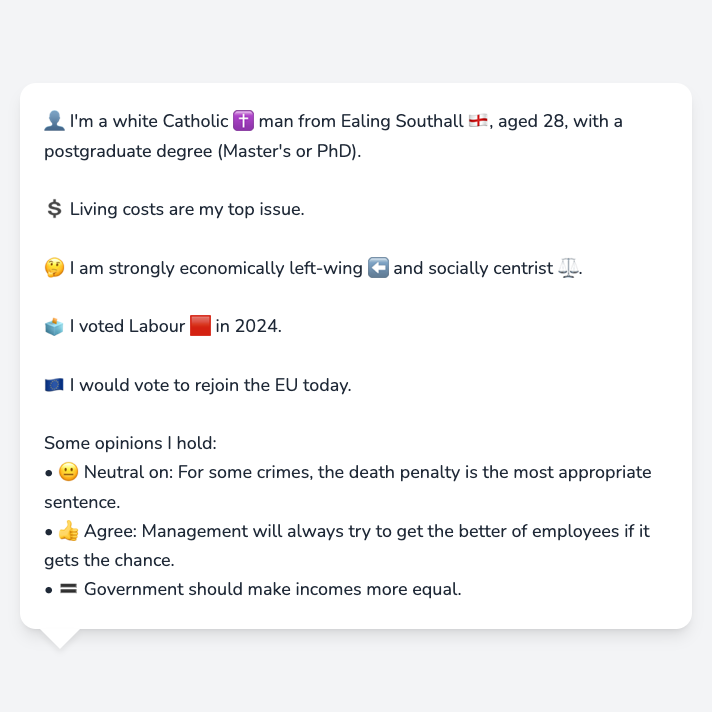 👤 I'm a white Catholic ✝️ man from Ealing Southall 🏴󠁧󠁢󠁥󠁮󠁧󠁿, aged 28, with a
postgraduate degree (Master's or PhD).
💲 Living costs are my top issue.
🤔 I am strongly economically left-wing ⬅️ and socially centrist ⚖️.
🗳️ I voted Labour 🟥 in 2024.
🇪🇺 I would vote to rejoin the EU today.
Some opinions I hold:
• 😐 Neutral on: For some crimes, the death penalty is the most appropriate
sentence.
• 👍 Agree: Management will always try to get the better of employees if it
gets the chance.
• 🟰 Government should make incomes more equal.